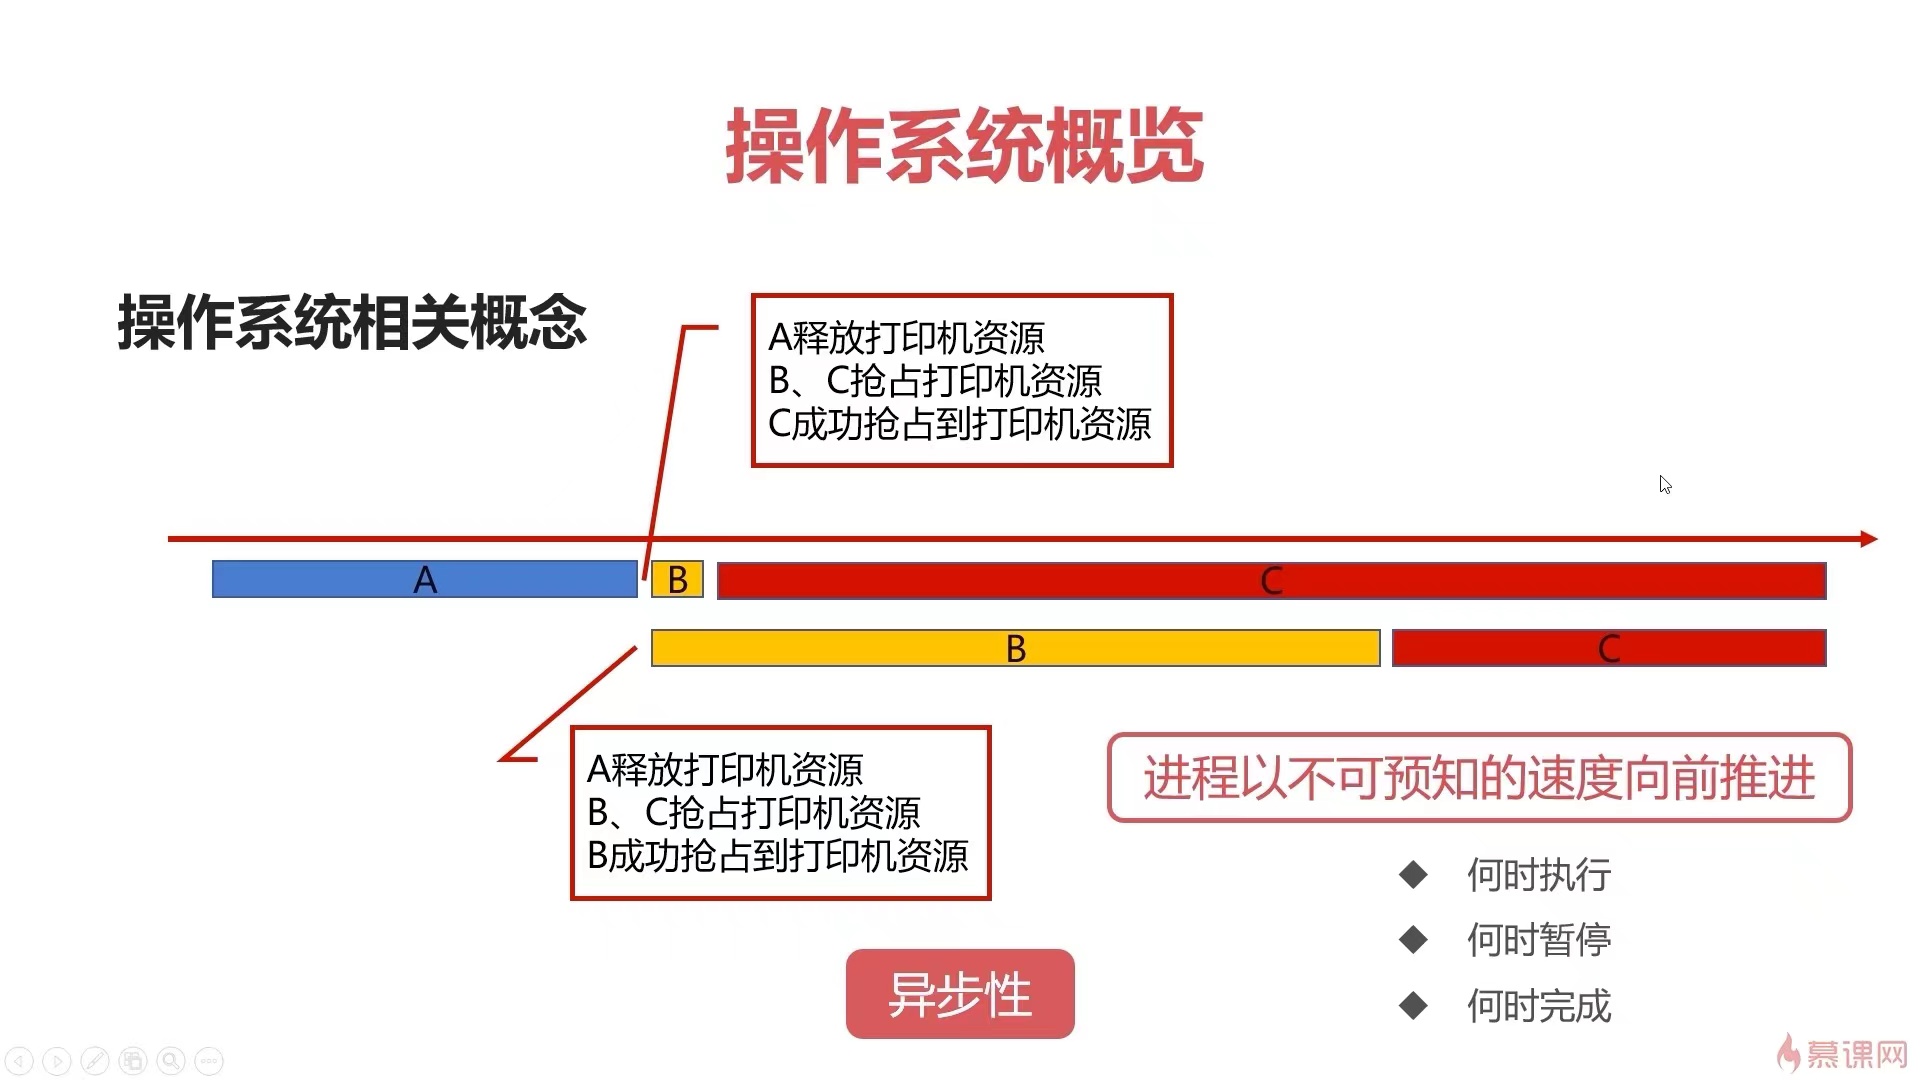 操作系统概览
操作系统相关概念
A释放打印机资源
B、C抢占打印机资源
C成功抢占到打印机资源
A
B
C
B
C
A释放打印机资源
B、C抢占打印机资源
B成功抢占到打印机资源
进程以不可预知的速度向前推进
何时执行
何时暂停
何时完成
异步性
慕课网